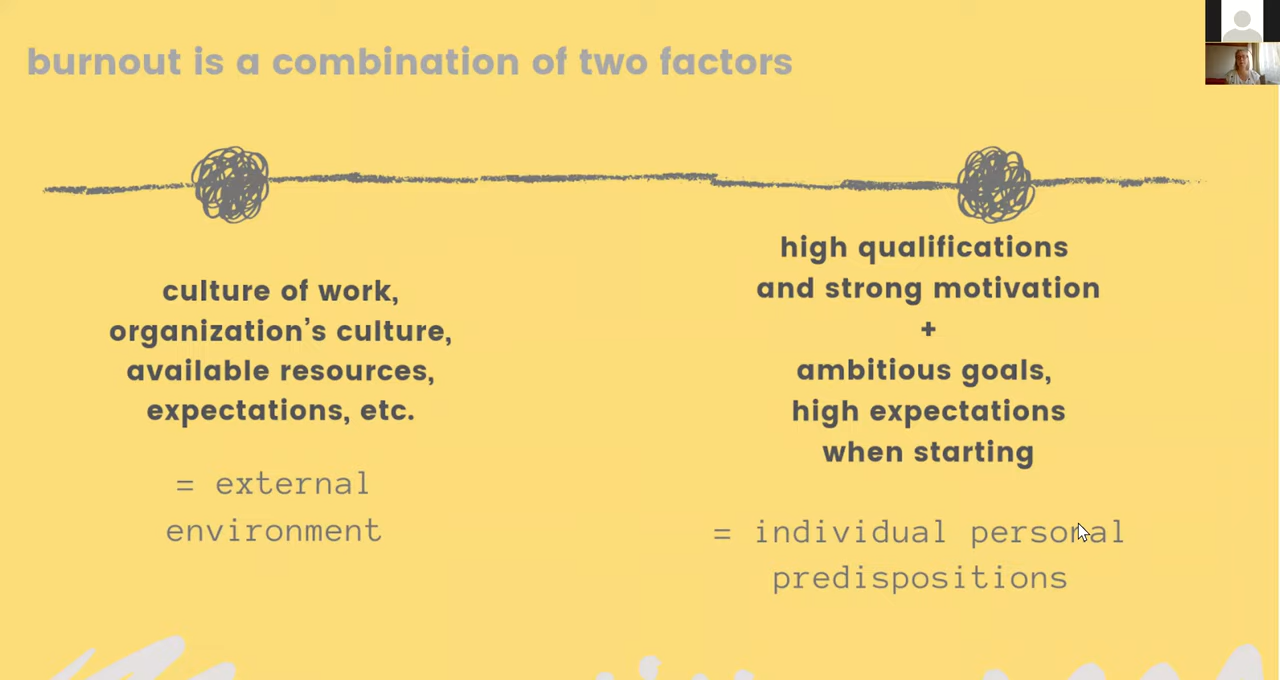 burnout is a combination of two factors
culture of work,
organization's culture,
available resources,
expectations, etc.
= external
environment
high qualifications
and strong motivation
+
ambitious goals,
high expectations
when starting
= individual personal
predispositions